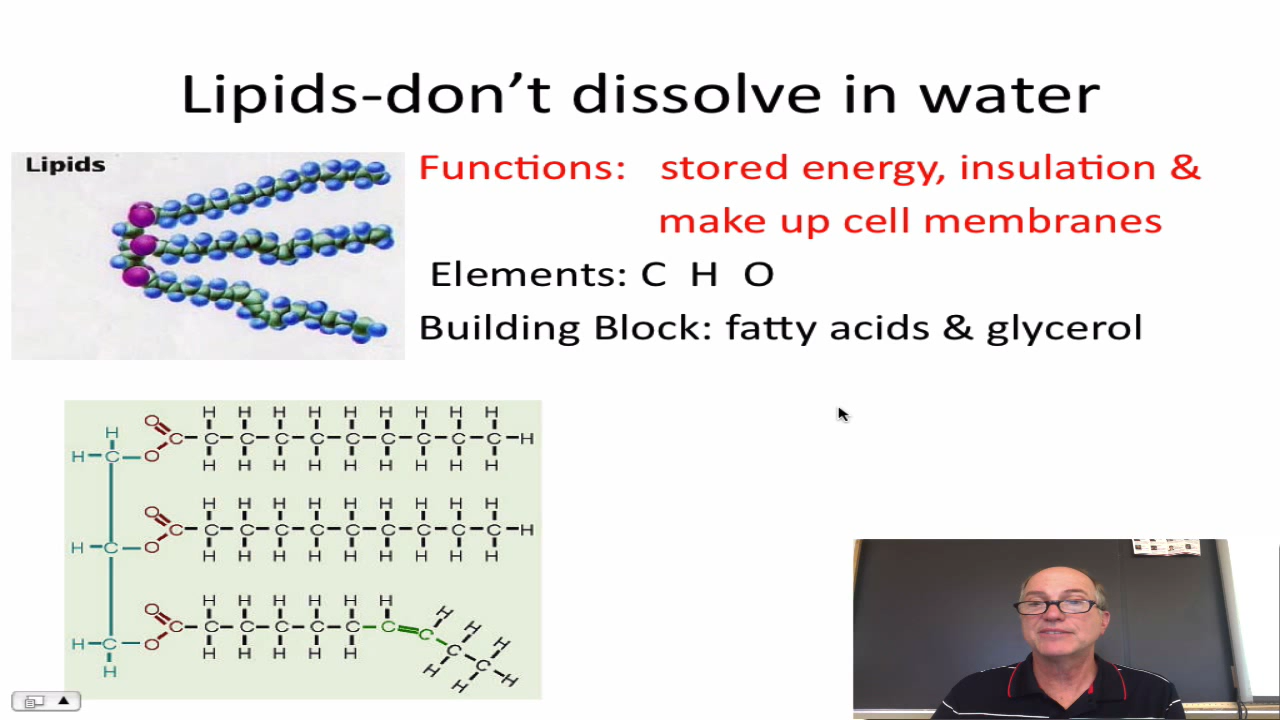 Lipids-don't dissolve in water
Lipids
Functions: stored energy, insulation &
make up cell membranes
Elements: C H O
Building Block: fatty acids & glycerol
H H H H H H H H H
H O
H C O C C C C C C C C C C H
H H H H H H H H H
H H H H H H H H H
O
H C O C C C C C C C C C C H
H H H H H H H H H
H H H H H H H H H H
O
H C O C C C C C C C C C C
H H H H H H H H H